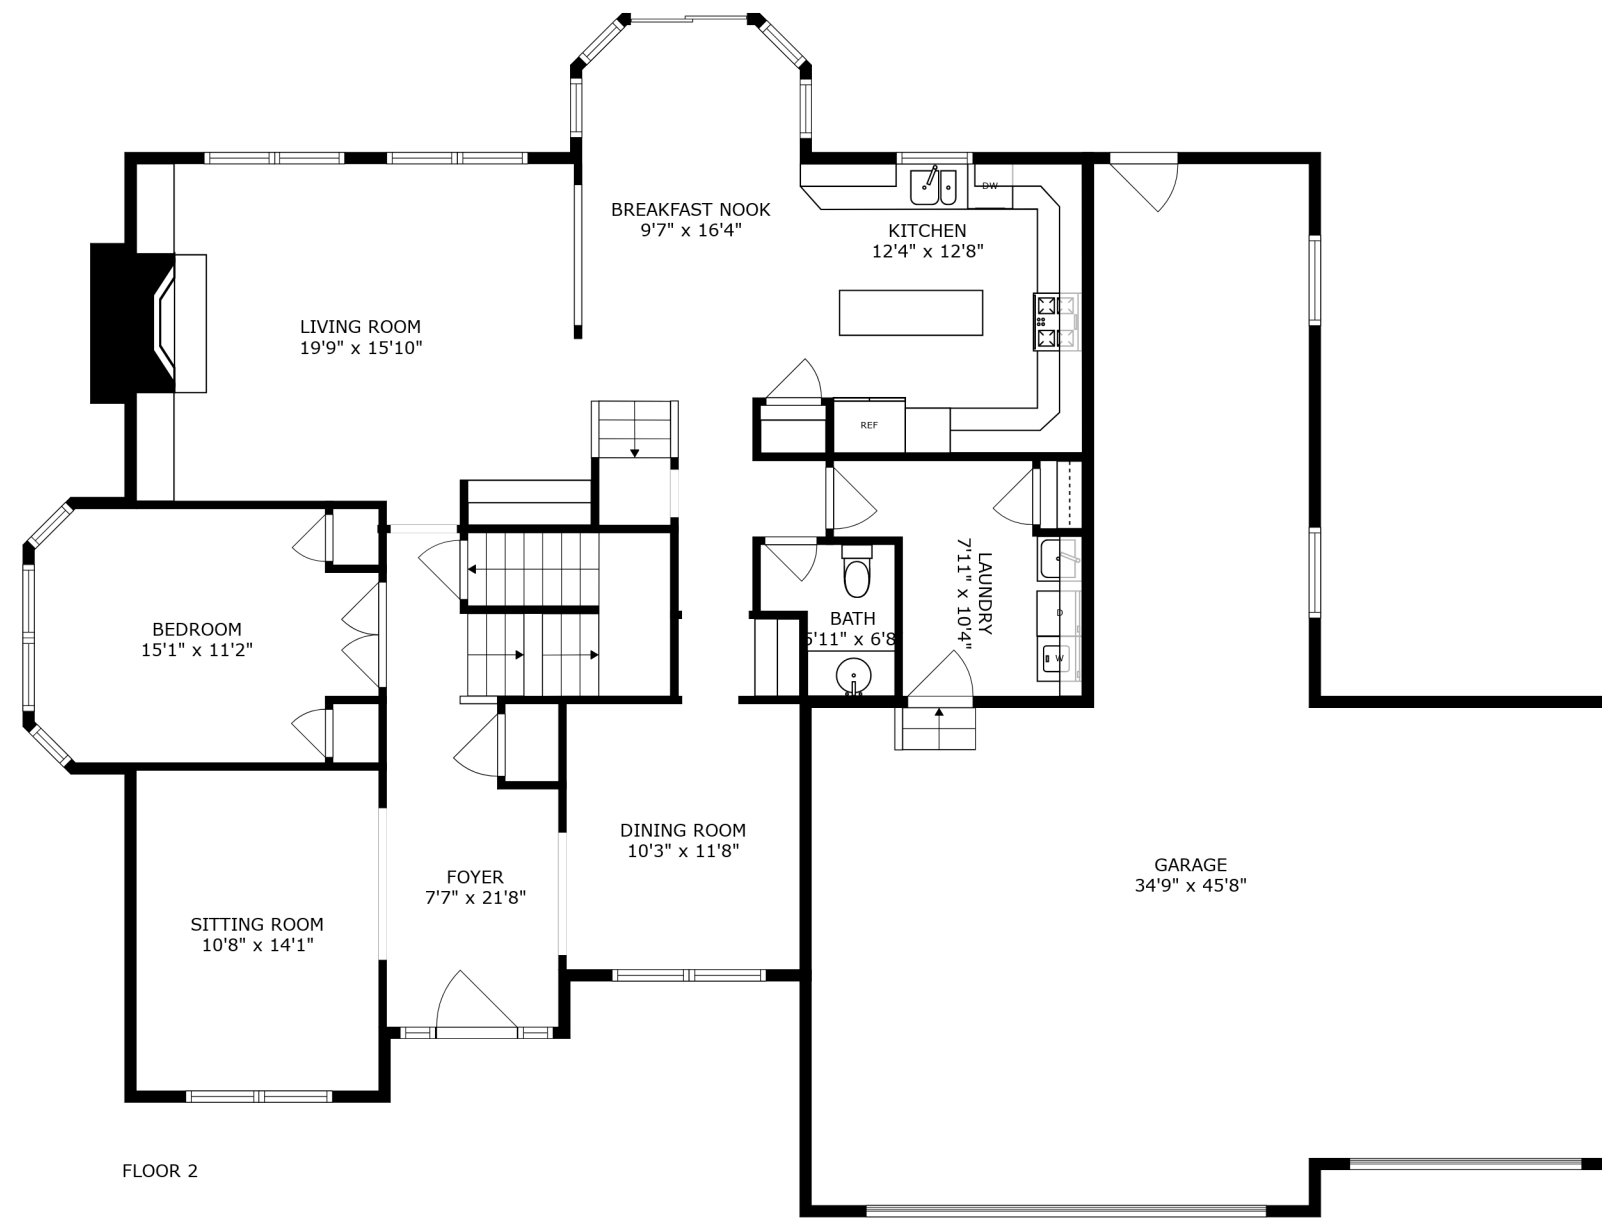 BREAKFAST NOOK
9'7" x 16'4"
DW
KITCHEN
12'4" x 12'8"
LIVING ROOM
19'9" x 15'10"
REF
LAUNDRY
7'11" x 10'4"
BEDROOM
15'1" x 11'2"
BATH
5'11" x 6'8
D
W
DINING ROOM
10'3" x 11'8"
GARAGE
34'9" x 45'8"
FOYER
7'7" x 21'8"
SITTING ROOM
10'8" x 14'1"
FLOOR 2